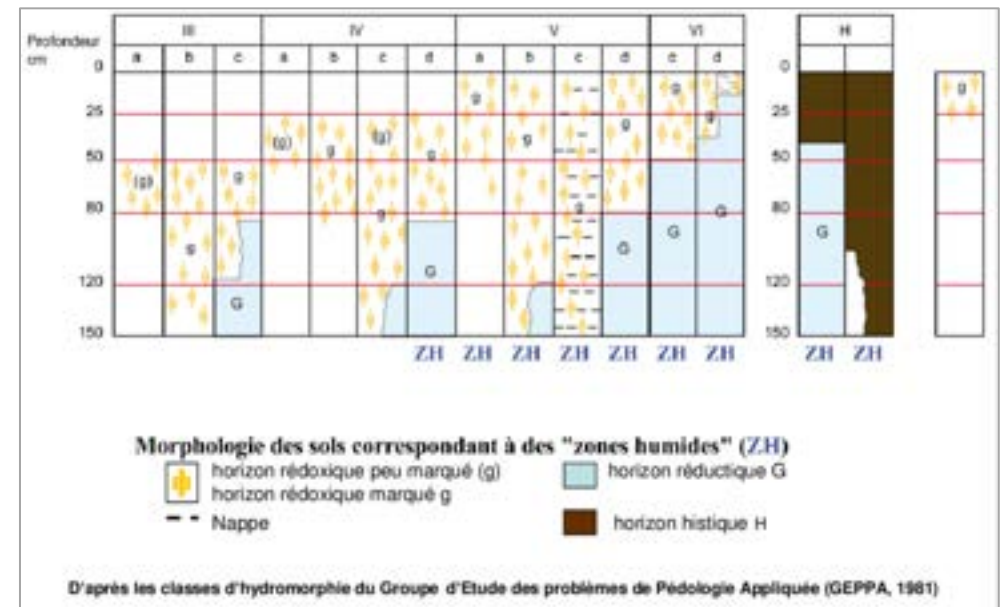 III IV V VI H
Profondeur
cm
a b c a b c d a b c d c d
0 0
25 25
50 50
80 80
120 120
150 150
(g) g g G (g) g (g) g g G g g g g G g G g G G g
ZH ZH ZH ZH ZH ZH ZH ZH ZH
Morphologie des sols correspondant à des "zones humides" (ZH)
horizon rédoxique peu marqué (g) horizon réductique G
horizon rédoxique marqué g
Nappe horizon histique H
D'après les classes d'hydromorphie du Groupe d'Etude des problèmes de Pédologie Appliquée (GEPPA, 1981)